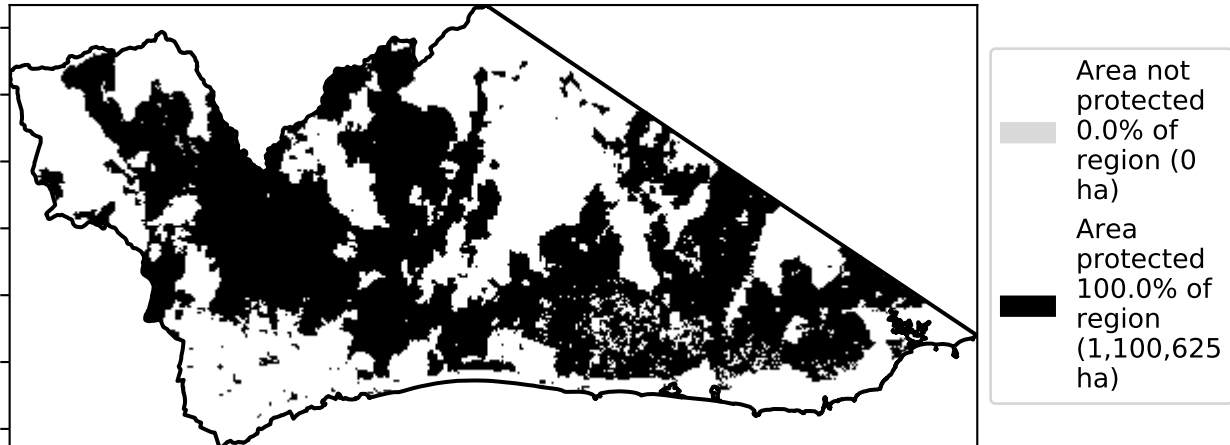 Area not
protected
0.0% of
region (0
ha)
Area
protected
100.0% of
region
(1,100,625
ha)